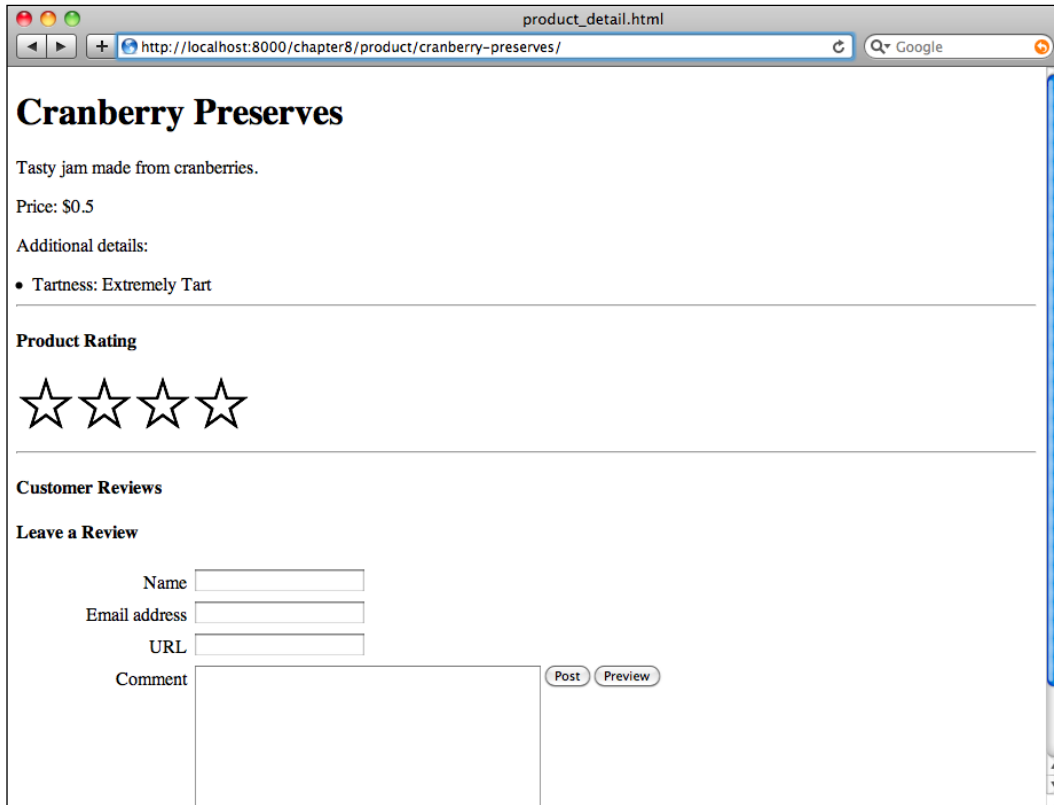 product_detail.html
http://localhost:8000/chapter8/product/cranberry-preserves/
Google
Cranberry Preserves
Tasty jam made from cranberries.
Price: $0.5
Additional details:
• Tartness: Extremely Tart
Product Rating
Customer Reviews
Leave a Review
Name
Email address
URL
Comment
Post Preview